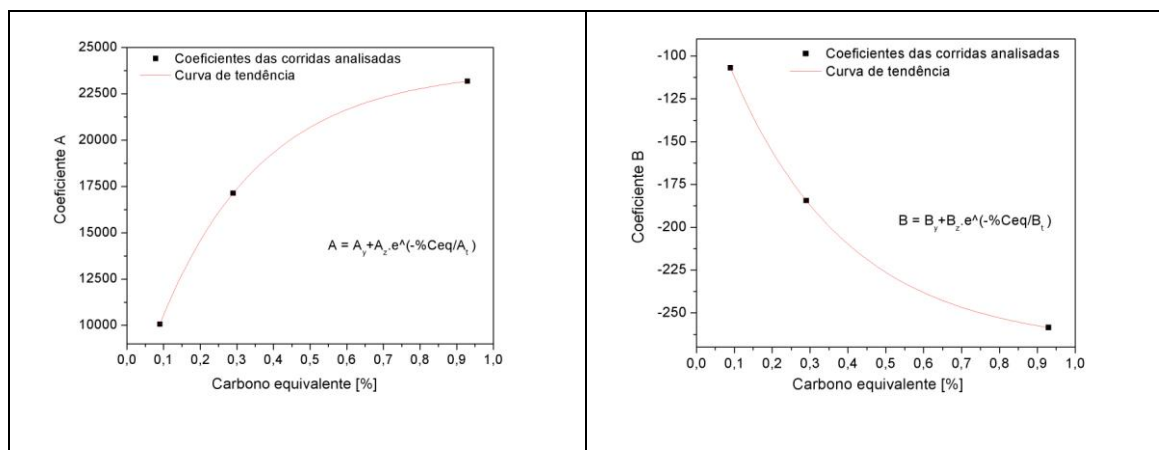 25000
22500
20000
17500
15000
12500
10000
Coeficiente A
Coeficientes das corridas analisadas
Curva de tendência
A = Ay+Az.e^(-%Ceq/At)
0,0 0,1 0,2 0,3 0,4 0,5 0,6 0,7 0,8 0,9 1,0
Carbono equivalente [%]
-100
-125
-150
-175
-200
-225
-250
Coeficiente B
Coeficientes das corridas analisadas
Curva de tendência
B = By+Bz.e^(-%Ceq/Bt)
0,0 0,1 0,2 0,3 0,4 0,5 0,6 0,7 0,8 0,9 1,0
Carbono equivalente [%]